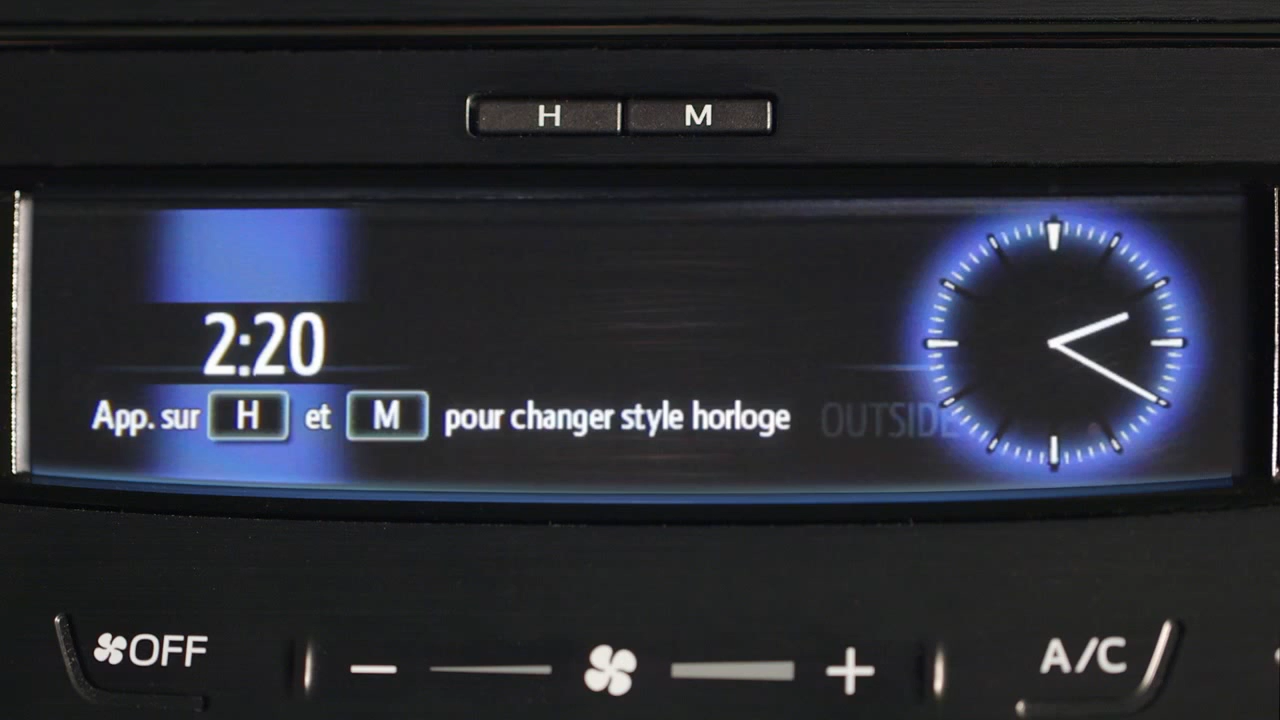 H M
2:20
App. sur H et M pour changer style horloge
OUTSIDE
OFF - + A/C